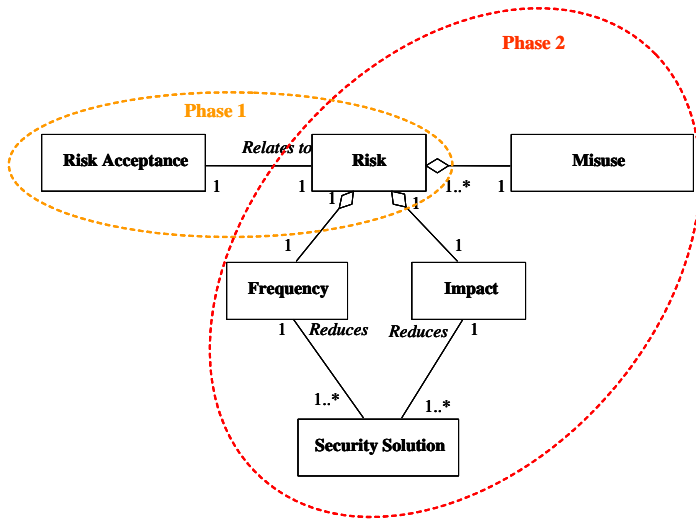 Phase 2
Phase 1
Relates to
Risk Acceptance
Risk
Misuse
1
1
1
1
1..*
1
1
1
Frequency
Impact
1
Reduces
Reduces
1
1..*
1..*
Security Solution